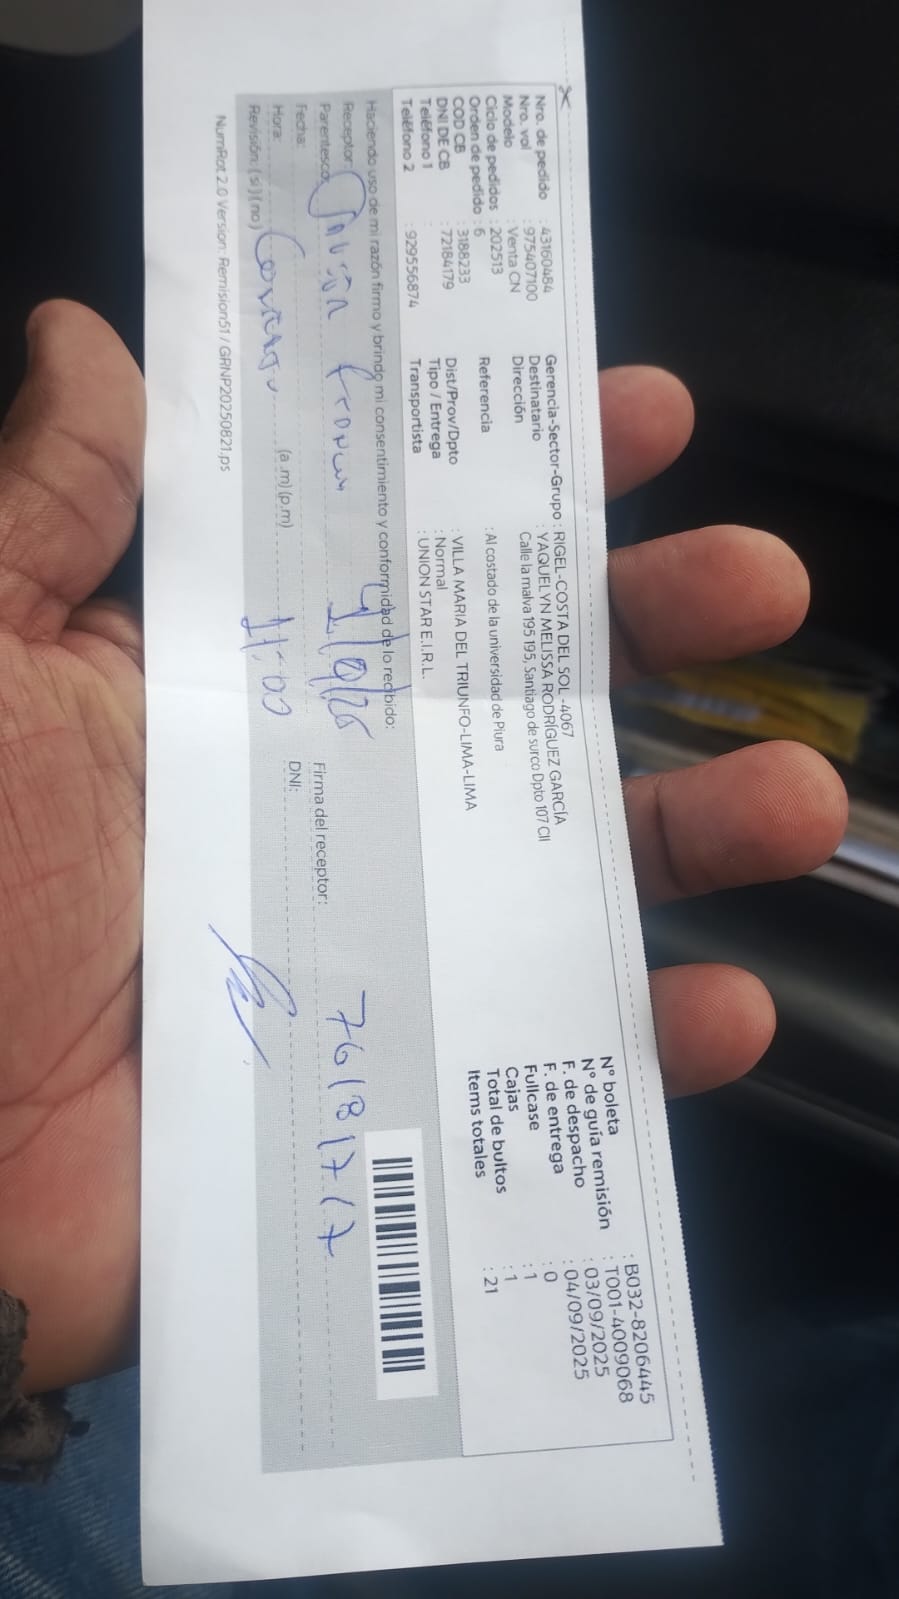 Nro. de pedido : 43160484
Nro. vol : 975407100
Modelo : Venta CN
Ciclo de pedidos : 202513
Orden de pedido : 6
COD CB : 3188233
DNI DE CB : 72184179
Teléfono 1 :
Teléfono 2 : 929556874
Gerencia-Sector-Grupo : RIGEL-COSTA DEL SOL -4067
Destinatario : YAQUELYN MELISSA RODRÍGUEZ GARCÍA
Dirección Calle la malva 195 195, Santiago de surco Dpto 107 CII
Referencia : Al costado de la universidad de Piura
Dist/Prov/Dpto : VILLA MARIA DEL TRIUNFO-LIMA-LIMA
Tipo / Entrega : Normal
Transportista : UNION STAR E.I.R.L.
N° boleta : B032-8206445
N° de guía remisión : T001-4009068
F. de despacho : 03/09/2025
F. de entrega : 04/09/2025
Fullcase : 0
Cajas : 1
Total de bultos : 1
Items totales : 21
Haciendo uso de mi razón firmo y brindo mi consentimiento y conformidad de lo recibido:
Receptor:
Parentesco:
Fecha:
Hora: (a.m) (p.m) 11:00
Revisión: (si) (no)
Firma del receptor:
DNI: 76181717
NumRot 2.0 Version: Remision51 / GRNP20250821.ps